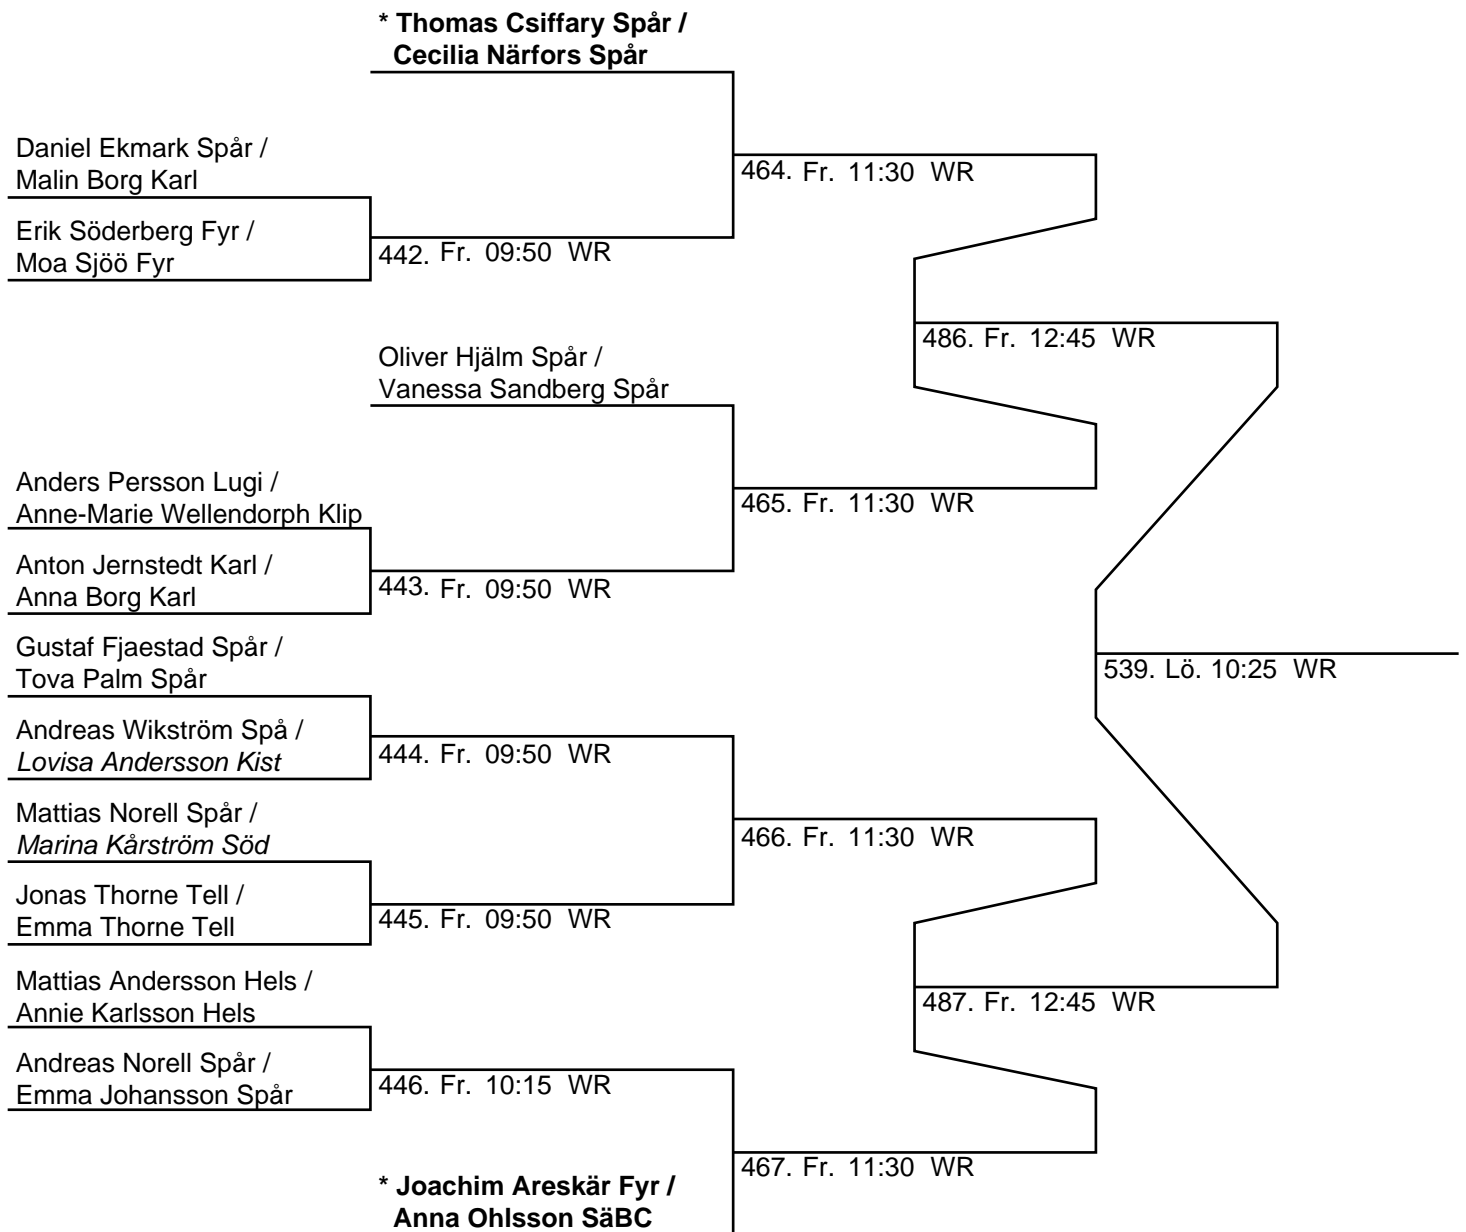 * Thomas Csiffary Spår /
Cecilia Närfors Spår
Daniel Ekmark Spår /
Malin Borg Karl
464. Fr. 11:30 WR
Erik Söderberg Fyr /
Moa Sjöö Fyr
442. Fr. 09:50 WR
486. Fr. 12:45 WR
Oliver Hjälm Spår /
Vanessa Sandberg Spår
Anders Persson Lugi /
Anne-Marie Wellendorph Klip
465. Fr. 11:30 WR
Anton Jernstedt Karl /
Anna Borg Karl
443. Fr. 09:50 WR
Gustaf Fjaestad Spår /
Tova Palm Spår
539. Lö. 10:25 WR
Andreas Wikström Spå /
Lovisa Andersson Kist
444. Fr. 09:50 WR
Mattias Norell Spår /
Marina Kårström Söd
466. Fr. 11:30 WR
Jonas Thorne Tell /
Emma Thorne Tell
445. Fr. 09:50 WR
Mattias Andersson Hels /
Annie Karlsson Hels
487. Fr. 12:45 WR
Andreas Norell Spår /
Emma Johansson Spår
446. Fr. 10:15 WR
467. Fr. 11:30 WR
* Joachim Areskär Fyr /
Anna Ohlsson SäBC